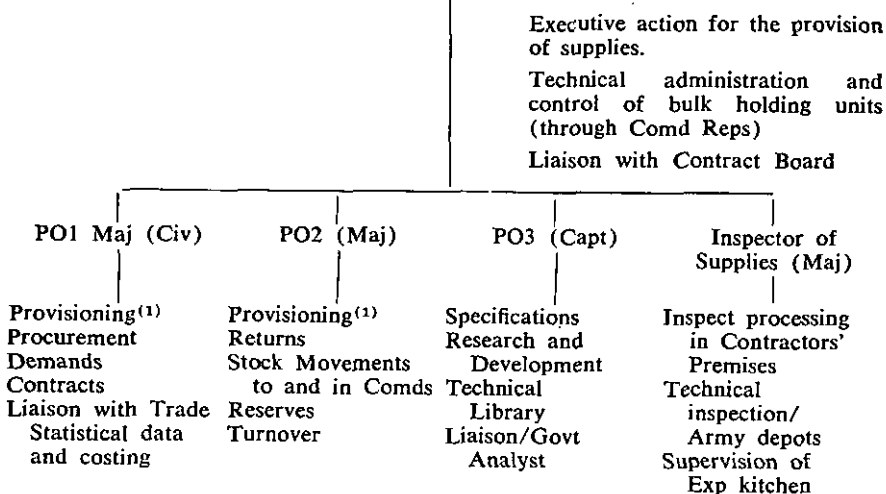 Executive action for the provision
of supplies.
Technical administration and
control of bulk holding units
(through Comd Reps)
Liaison with Contract Board
PO1 Maj (Civ)
Provisioning(1)
Procurement
Demands
Contracts
Liaison with Trade
Statistical data
and costing
PO2 (Maj)
Provisioning(1)
Returns
Stock Movements
to and in Comds
Reserves
Turnover
PO3 (Capt)
Specifications
Research and
Development
Technical
Library
Liaison/Govt
Analyst
Inspector of
Supplies (Maj)
Inspect processing
in Contractors'
Premises
Technical
inspection/
Army depots
Supervision of
Exp kitchen